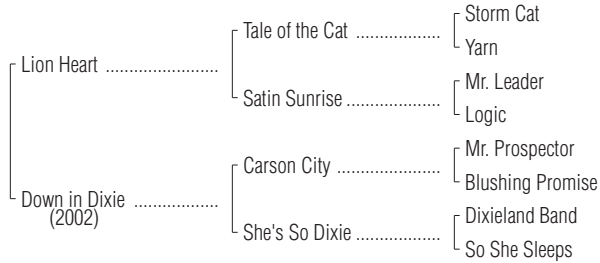 Storm Cat
Tale of the Cat ..................
Yarn
Lion Heart ........................
Mr. Leader
Satin Sunrise ....................
Logic
Mr. Prospector
Carson City ......................
Blushing Promise
Down in Dixie ..................
(2002)
Dixieland Band
She's So Dixie ..................
So She Sleeps